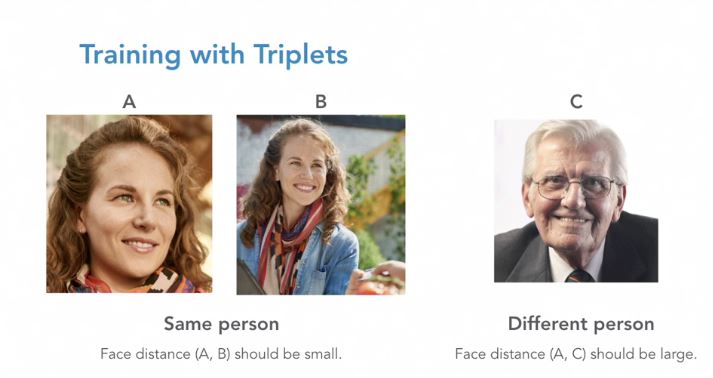 Training with Triplets
A
B
C
Same person
Different person
Face distance (A, B) should be small.
Face distance (A, C) should be large.